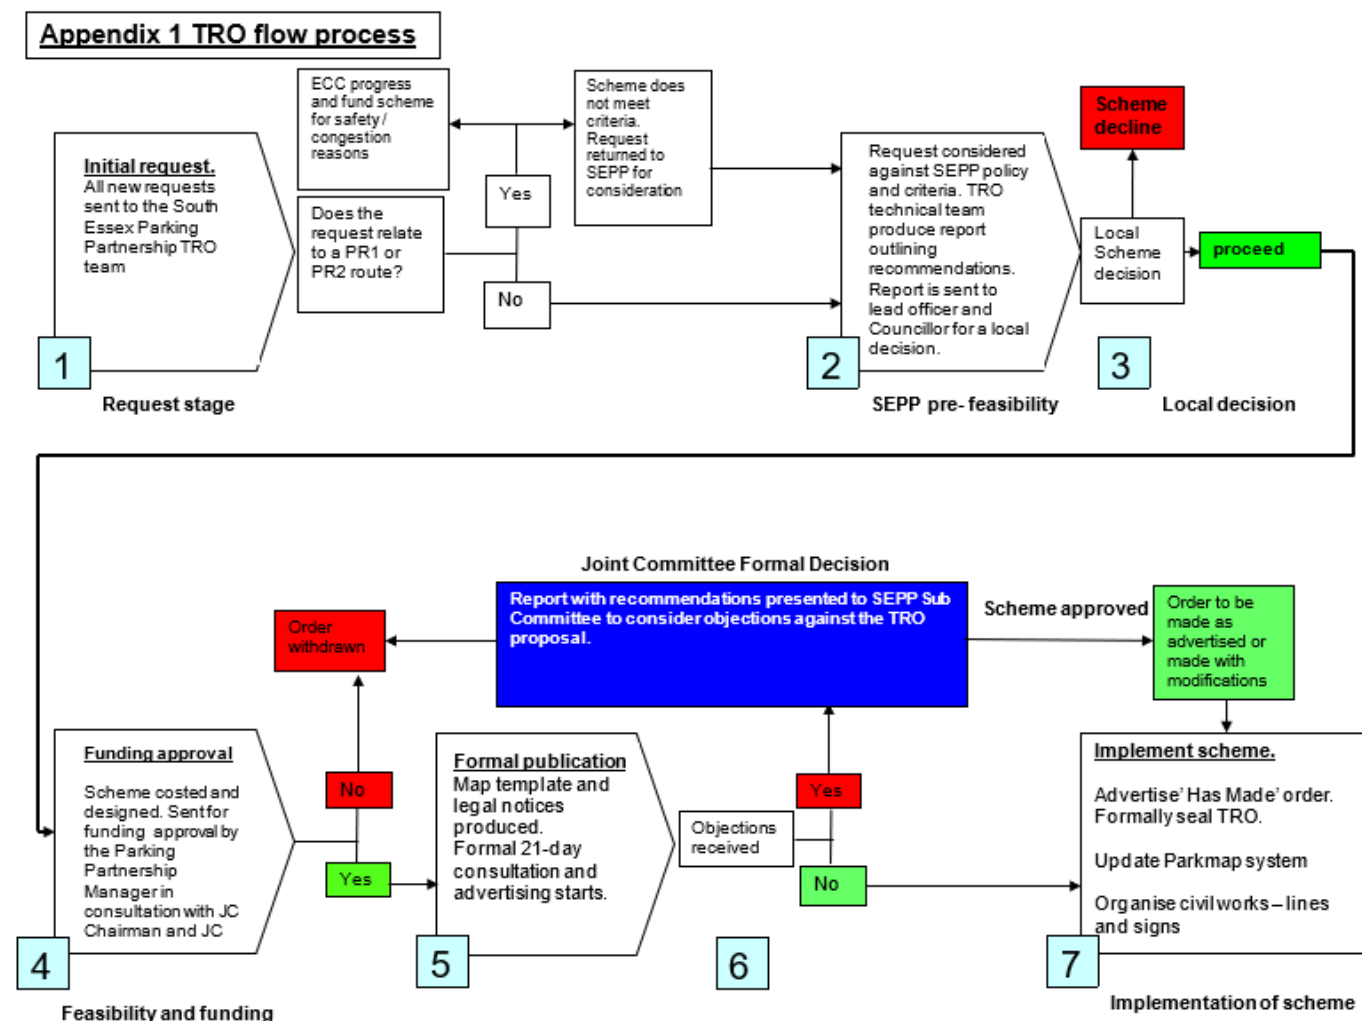 Appendix 1 TRO flow process
Initial request.
All new requests
sent to the South
Essex Parking
Partnership TRO
team
1
Request stage
ECC progress
and fund scheme
for safety /
congestion
reasons
Does the
request relate
to a PR1 or
PR2 route?
Yes
No
Scheme does
not meet
criteria.
Request
returned to
SEPP for
consideration
Request considered
against SEPP policy
and criteria. TRO
technical team
produce report
outlining
recommendations.
Report is sent to
lead officer and
Councillor for a local
decision.
2
SEPP pre- feasibility
Scheme
decline
Local
Scheme
decision
proceed
3
Local decision
Joint Committee Formal Decision
Report with recommendations presented to SEPP Sub
Committee to consider objections against the TRO
proposal.
Order
withdrawn
Scheme approved
Order to be
made as
advertised or
made with
modifications
Funding approval
Scheme costed and
designed. Sent for
funding approval by
the Parking
Partnership
Manager in
consultation with JC
Chairman and JC
4
Feasibility and funding
No
Yes
Formal publication
Map template and
legal notices
produced.
Formal 21-day
consultation and
advertising starts.
5
Objections
received
Yes
No
6
Implement scheme.
Advertise' Has Made' order.
Formally seal TRO.
Update Parkmap system
Organise civil works – lines
and signs
7
Implementation of scheme